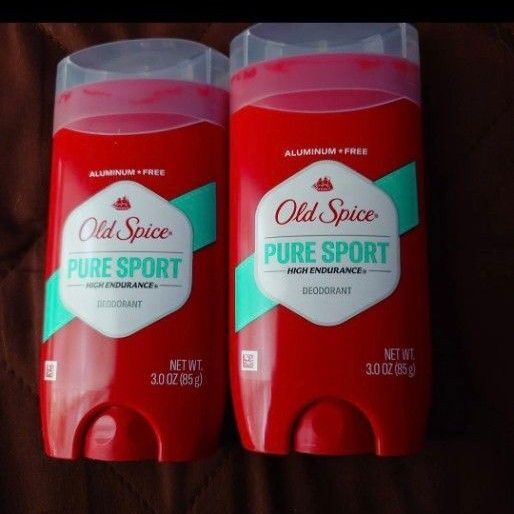 ALUMINUM★FREE
Old Spice®
PURE SPORT
HIGH ENDURANCE®
DEODORANT
NET WT.
3.0 OZ (85 g)
ALUMINUM★FREE
Old Spice®
PURE SPORT
HIGH ENDURANCE®
DEODORANT
NET WT.
3.0 OZ (85 g)